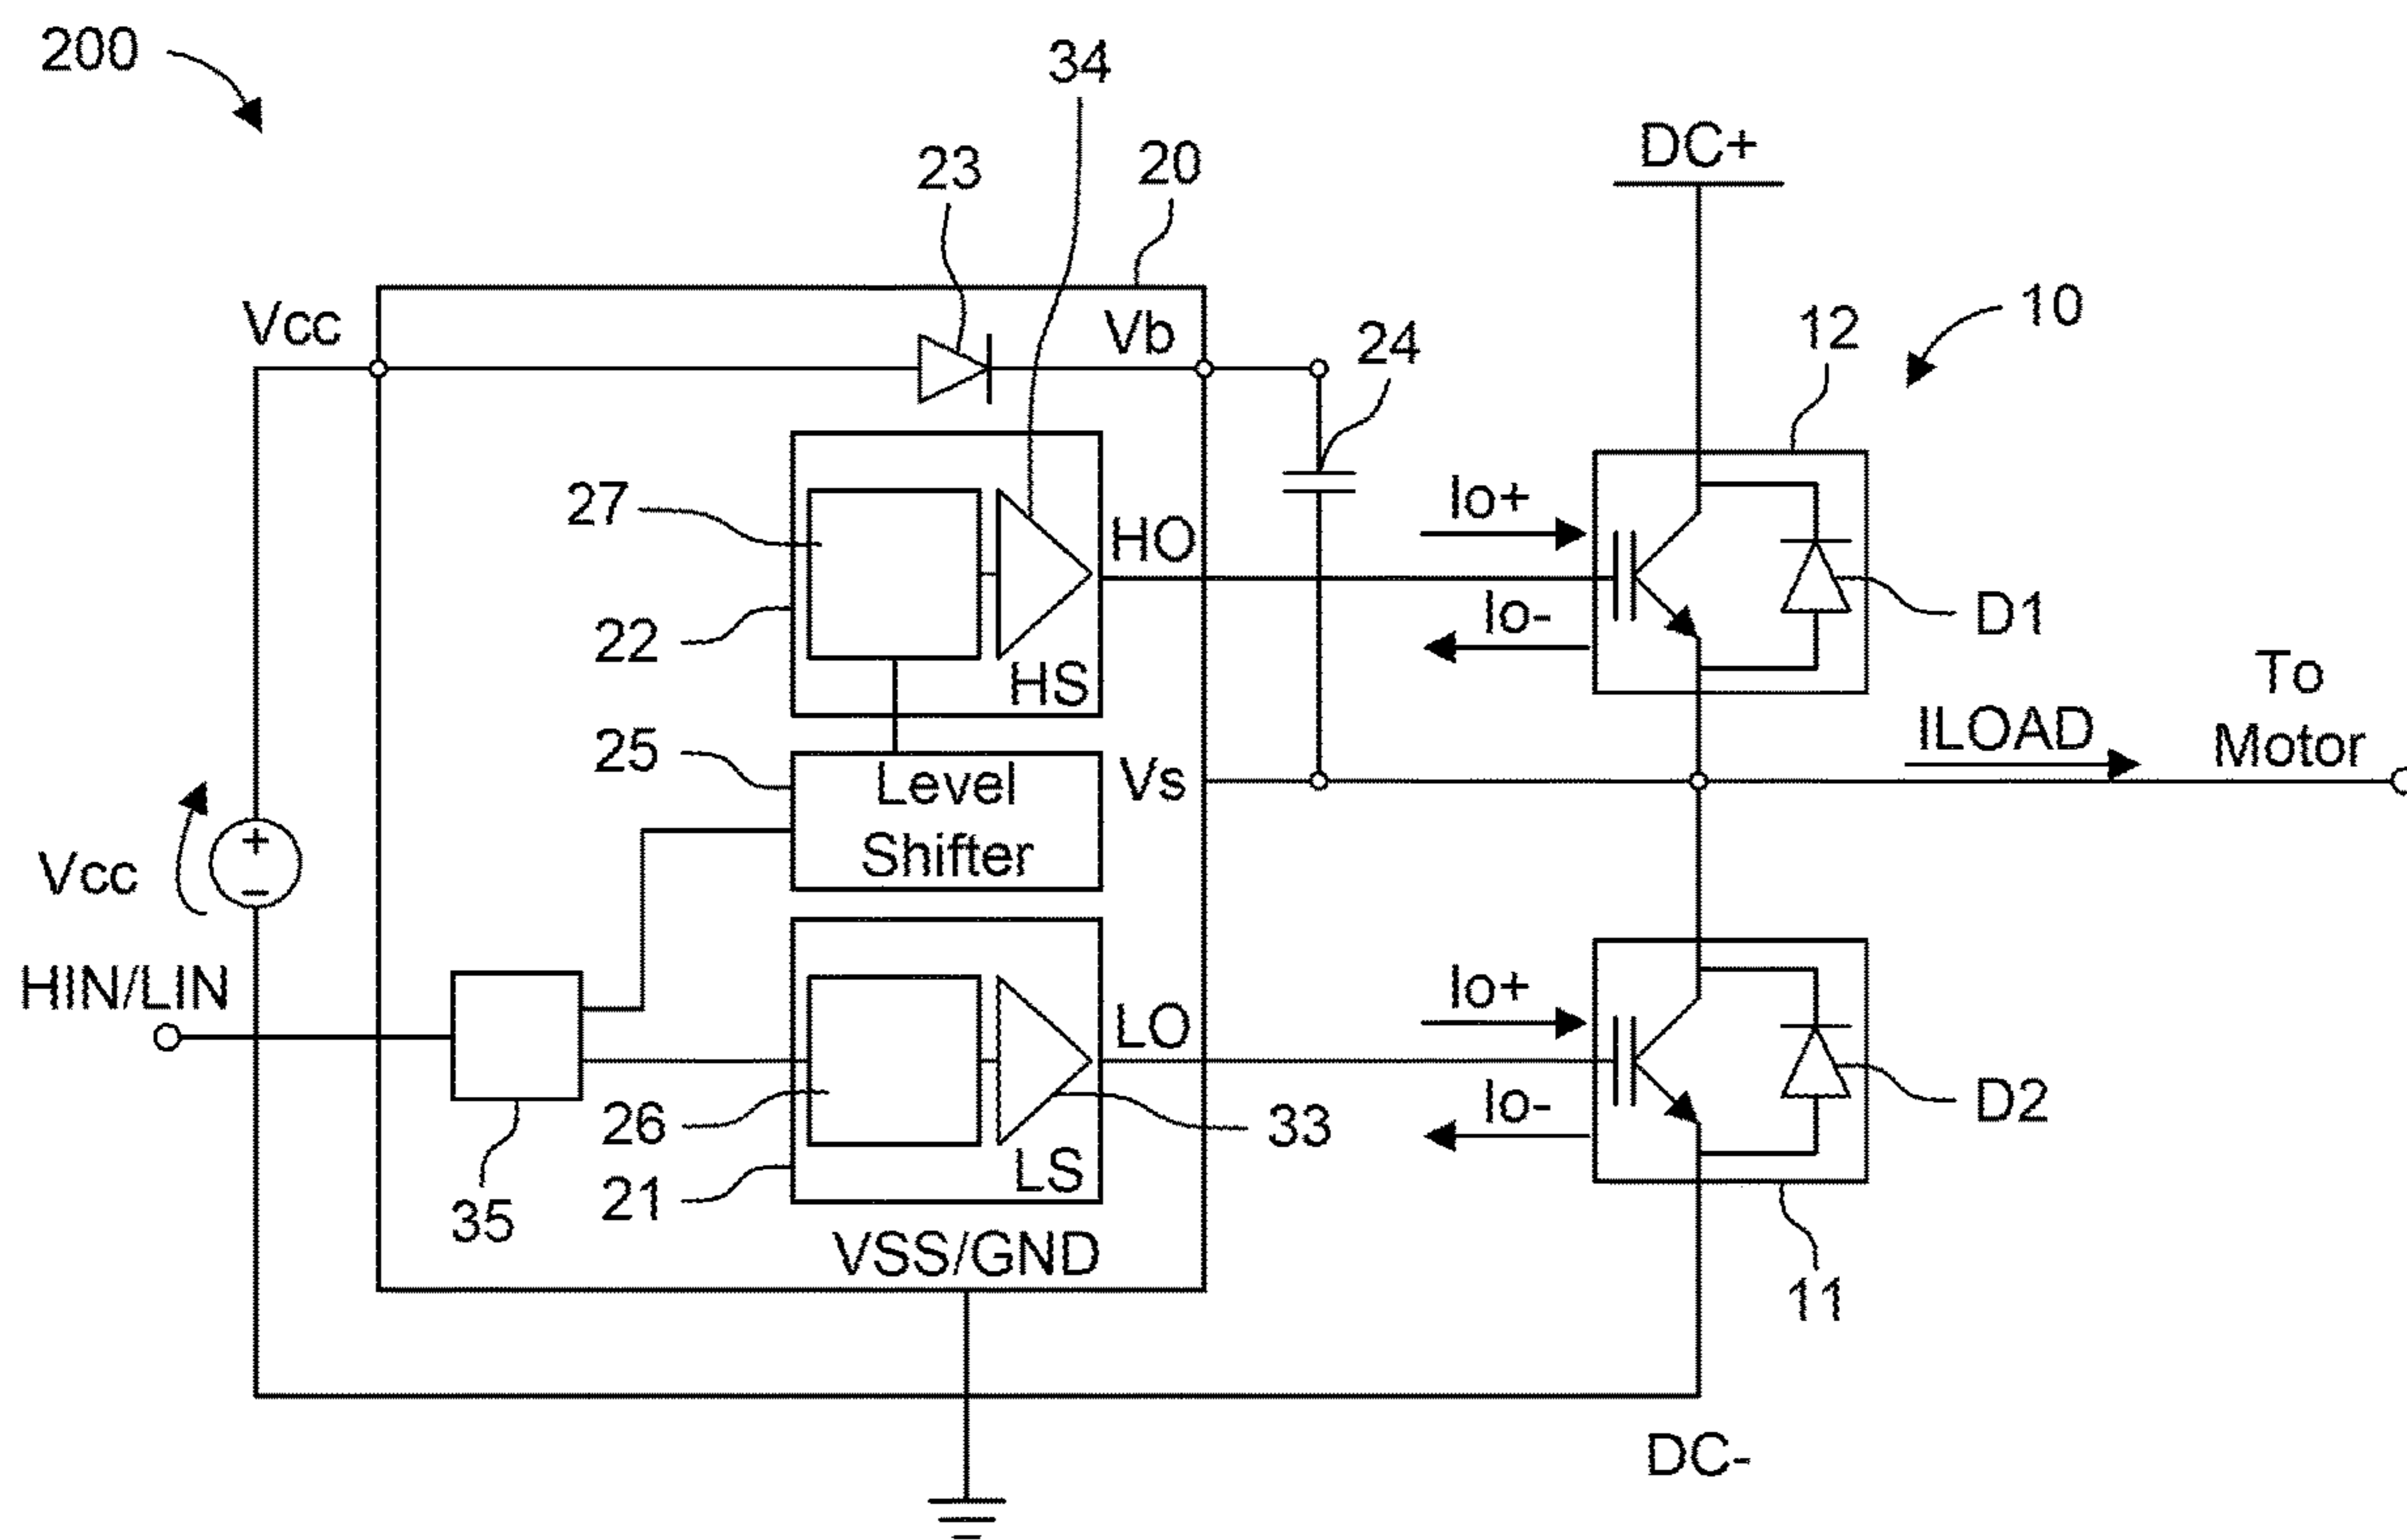 200
34
23
20
DC+
Vcc
Vb
24
12
10
27
HO
Io+
22
HS
Io-
D1
25
Level
Shifter
Vs
ILOAD
To
Motor
+
−
Vcc
HIN/LIN
35
26
21
LO
LS
33
Io+
Io-
D2
VSS/GND
11
DC-